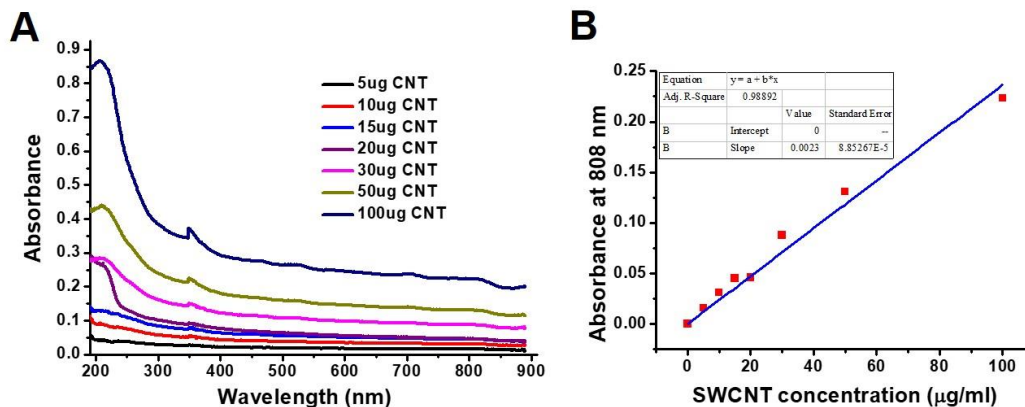 A
B
0.9
0.8
0.7
0.6
0.5
0.4
0.3
0.2
0.1
0.0
Absorbance
5ug CNT
10ug CNT
15ug CNT
20ug CNT
30ug CNT
50ug CNT
100ug CNT
200 300 400 500 600 700 800 900
Wavelength (nm)
0.25
0.20
0.15
0.10
0.05
0.00
Absorbance at 808 nm
Equation y = a + b*x
Adj. R-Square 0.98892
Value Standard Error
B Intercept 0 --
B Slope 0.0023 8.85267E-5
0 20 40 60 80 100
SWCNT concentration (μg/ml)